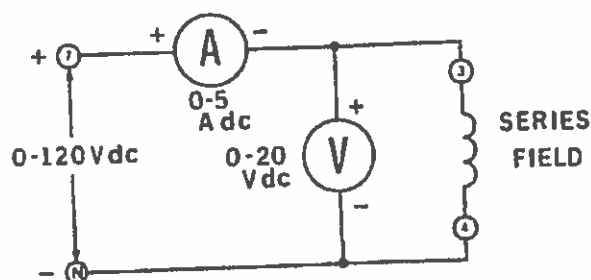 + 7 + A -
0-5
A dc
3
0-120 Vdc
+
0-20
Vdc
V
-
SERIES
FIELD
4
- N